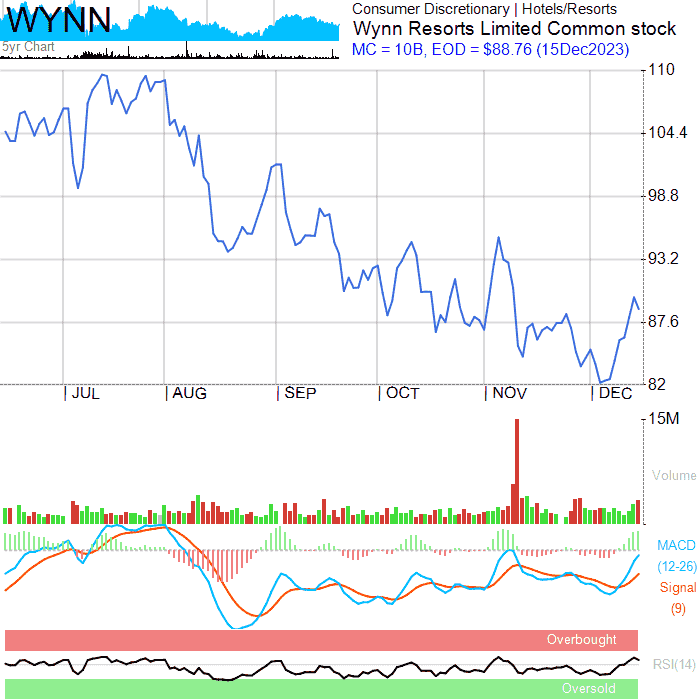 WYNN
5yr Chart
Consumer Discretionary | Hotels/Resorts
Wynn Resorts Limited Common stock
MC = 10B, EOD = $88.76 (15Dec2023)
110
104.4
98.8
93.2
87.6
82
| JUL | AUG | SEP | OCT | NOV | DEC
15M
Volume
MACD
(12-26)
Signal
(9)
Overbought
RSI(14)
Oversold